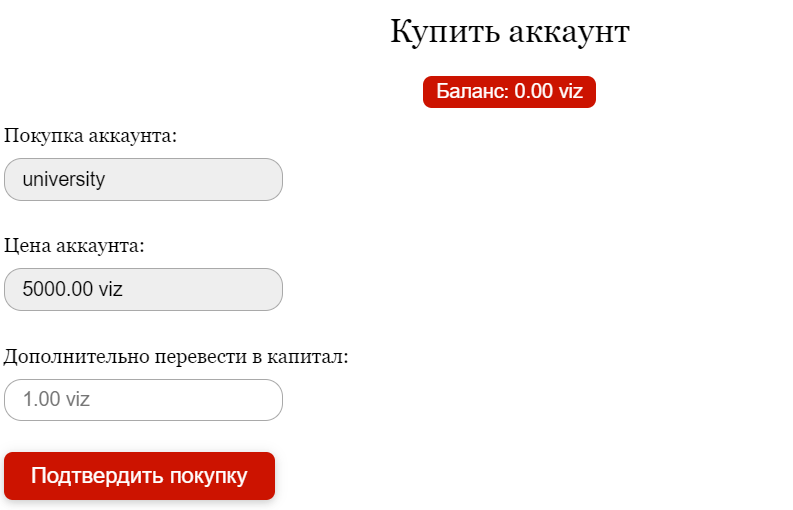 Купить аккаунт
Баланс: 0.00 viz
Покупка аккаунта:
university
Цена аккаунта:
5000.00 viz
Дополнительно перевести в капитал:
1.00 viz
Подтвердить покупку